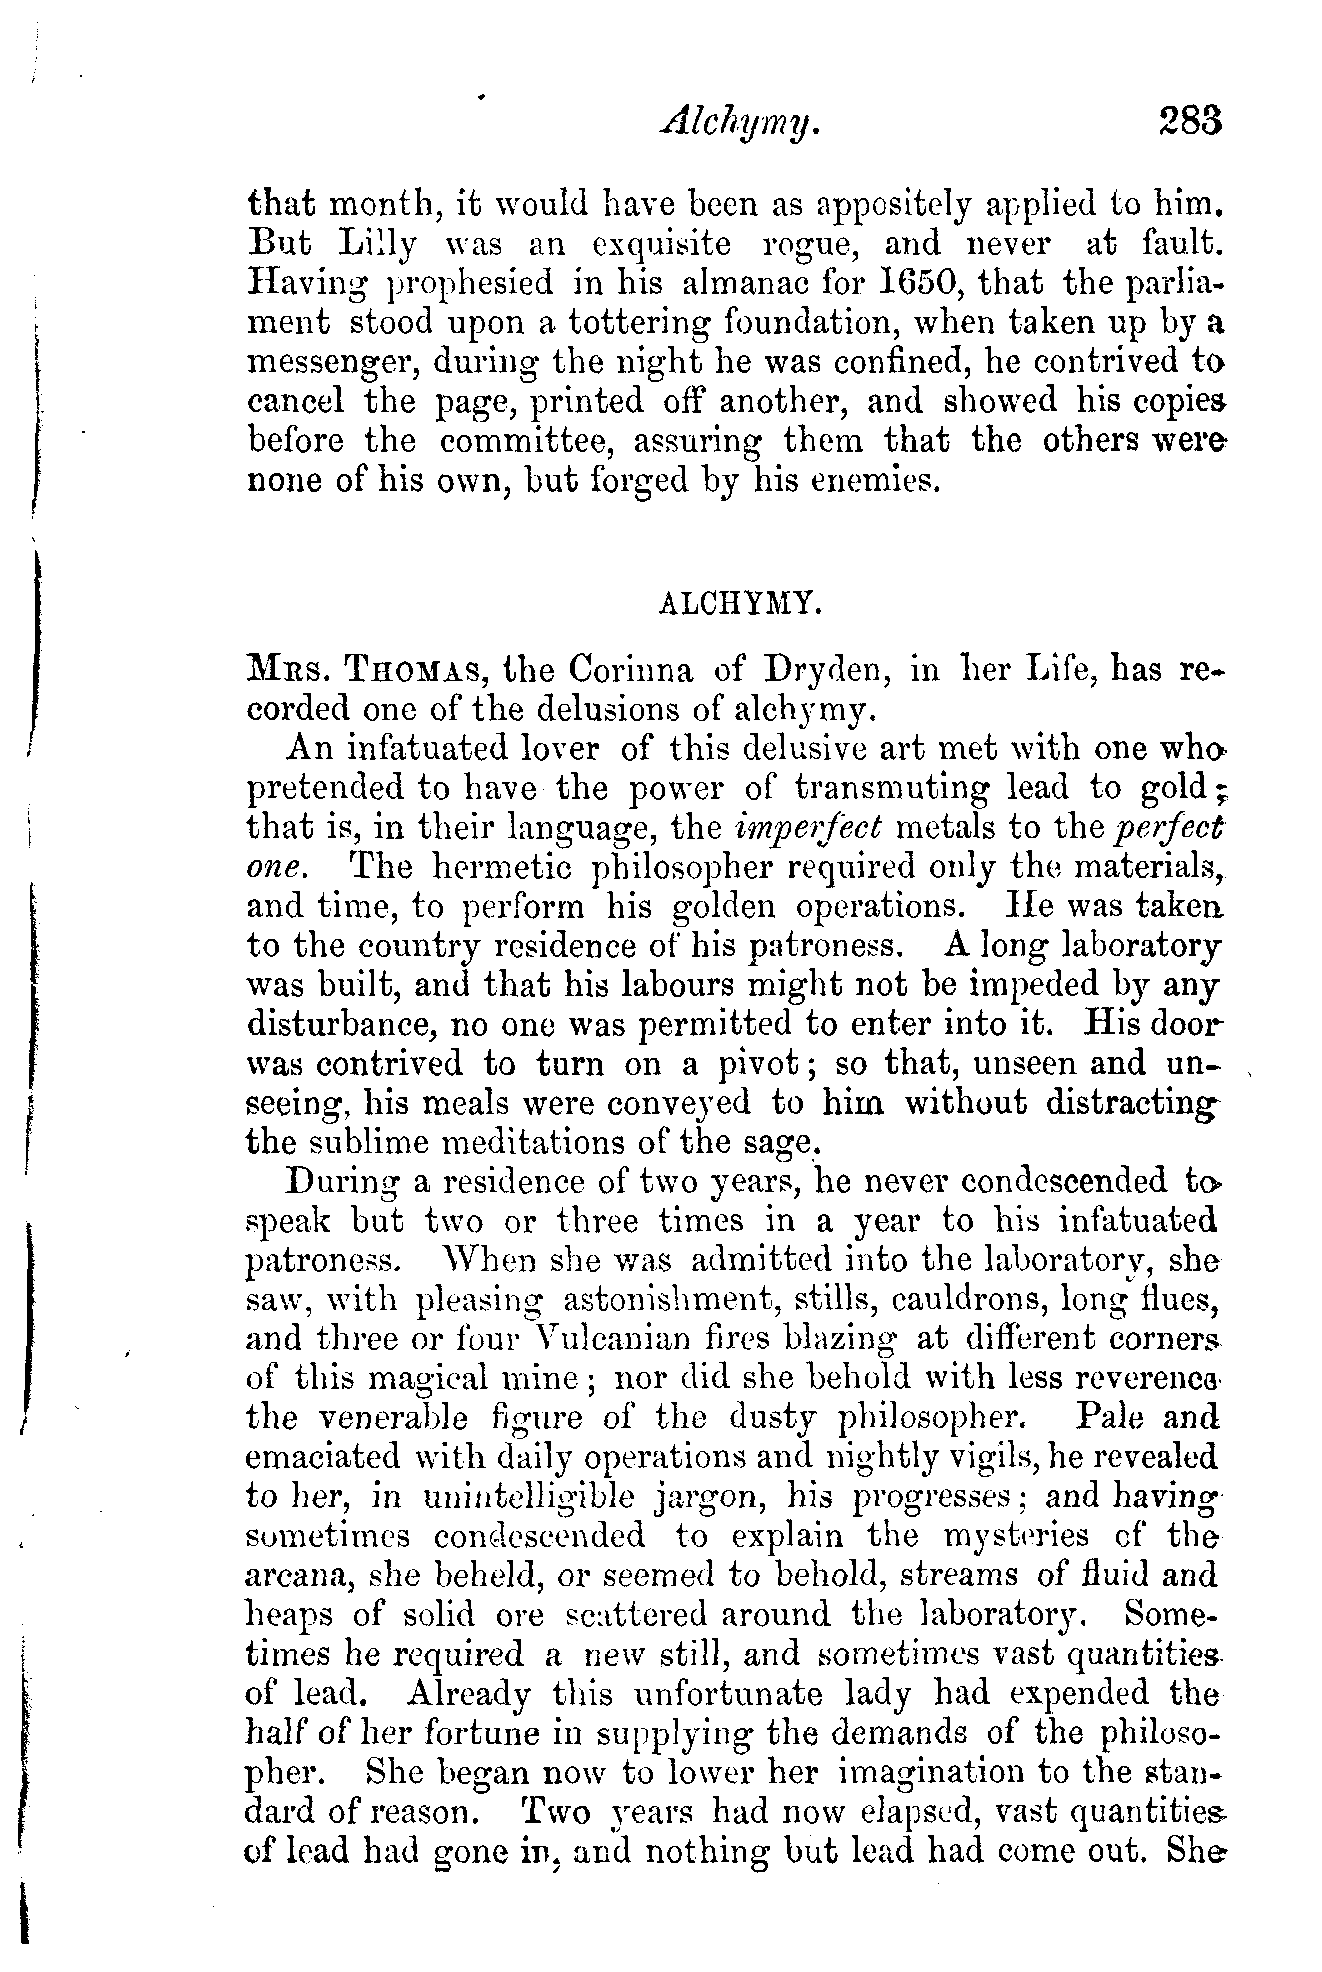 Alchymy. 283
that month, it would have been as appositely applied to him.
But Lilly was an exquisite rogue, and never at fault.
Having prophesied in his almanac for 1650, that the parlia-
ment stood upon a tottering foundation, when taken up by a
messenger, during the night he was confined, he contrived to
cancel the page, printed off another, and showed his copies
before the committee, assuring them that the others were
none of his own, but forged by his enemies.
ALCHYMY.
MRS. THOMAS, the Corinna of Dryden, in her Life, has re-
corded one of the delusions of alchymy.
An infatuated lover of this delusive art met with one who
pretended to have the power of transmuting lead to gold;
that is, in their language, the imperfect metals to the perfect
one. The hermetic philosopher required only the materials,
and time, to perform his golden operations. He was taken
to the country residence of his patroness. A long laboratory
was built, and that his labours might not be impeded by any
disturbance, no one was permitted to enter into it. His door
was contrived to turn on a pivot; so that, unseen and un-
seeing, his meals were conveyed to him without distracting
the sublime meditations of the sage.
During a residence of two years, he never condescended to
speak but two or three times in a year to his infatuated
patroness. When she was admitted into the laboratory, she
saw, with pleasing astonishment, stills, cauldrons, long flues,
and three or four Vulcanian fires blazing at different corners
of this magical mine; nor did she behold with less reverence
the venerable figure of the dusty philosopher. Pale and
emaciated with daily operations and nightly vigils, he revealed
to her, in unintelligible jargon, his progresses; and having
sometimes condescended to explain the mysteries of the
arcana, she beheld, or seemed to behold, streams of fluid and
heaps of solid ore scattered around the laboratory. Some-
times he required a new still, and sometimes vast quantities
of lead. Already this unfortunate lady had expended the
half of her fortune in supplying the demands of the philoso-
pher. She began now to lower her imagination to the stan-
dard of reason. Two years had now elapsed, vast quantities
of lead had gone in, and nothing but lead had come out. She